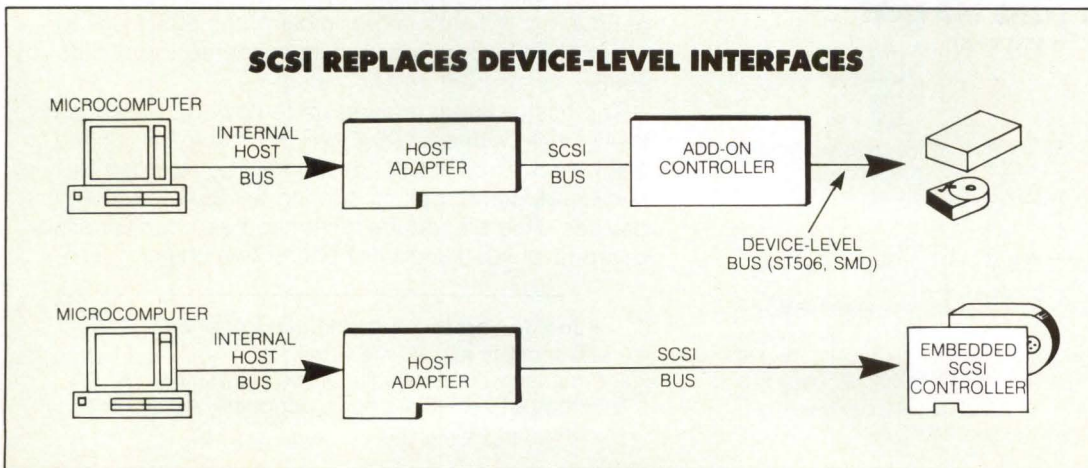 SCSI REPLACES DEVICE-LEVEL INTERFACES
MICROCOMPUTER
INTERNAL
HOST
BUS
HOST
ADAPTER
SCSI
BUS
ADD-ON
CONTROLLER
DEVICE-LEVEL
BUS (ST506, SMD)
MICROCOMPUTER
INTERNAL
HOST
BUS
HOST
ADAPTER
SCSI
BUS
EMBEDDED
SCSI
CONTROLLER